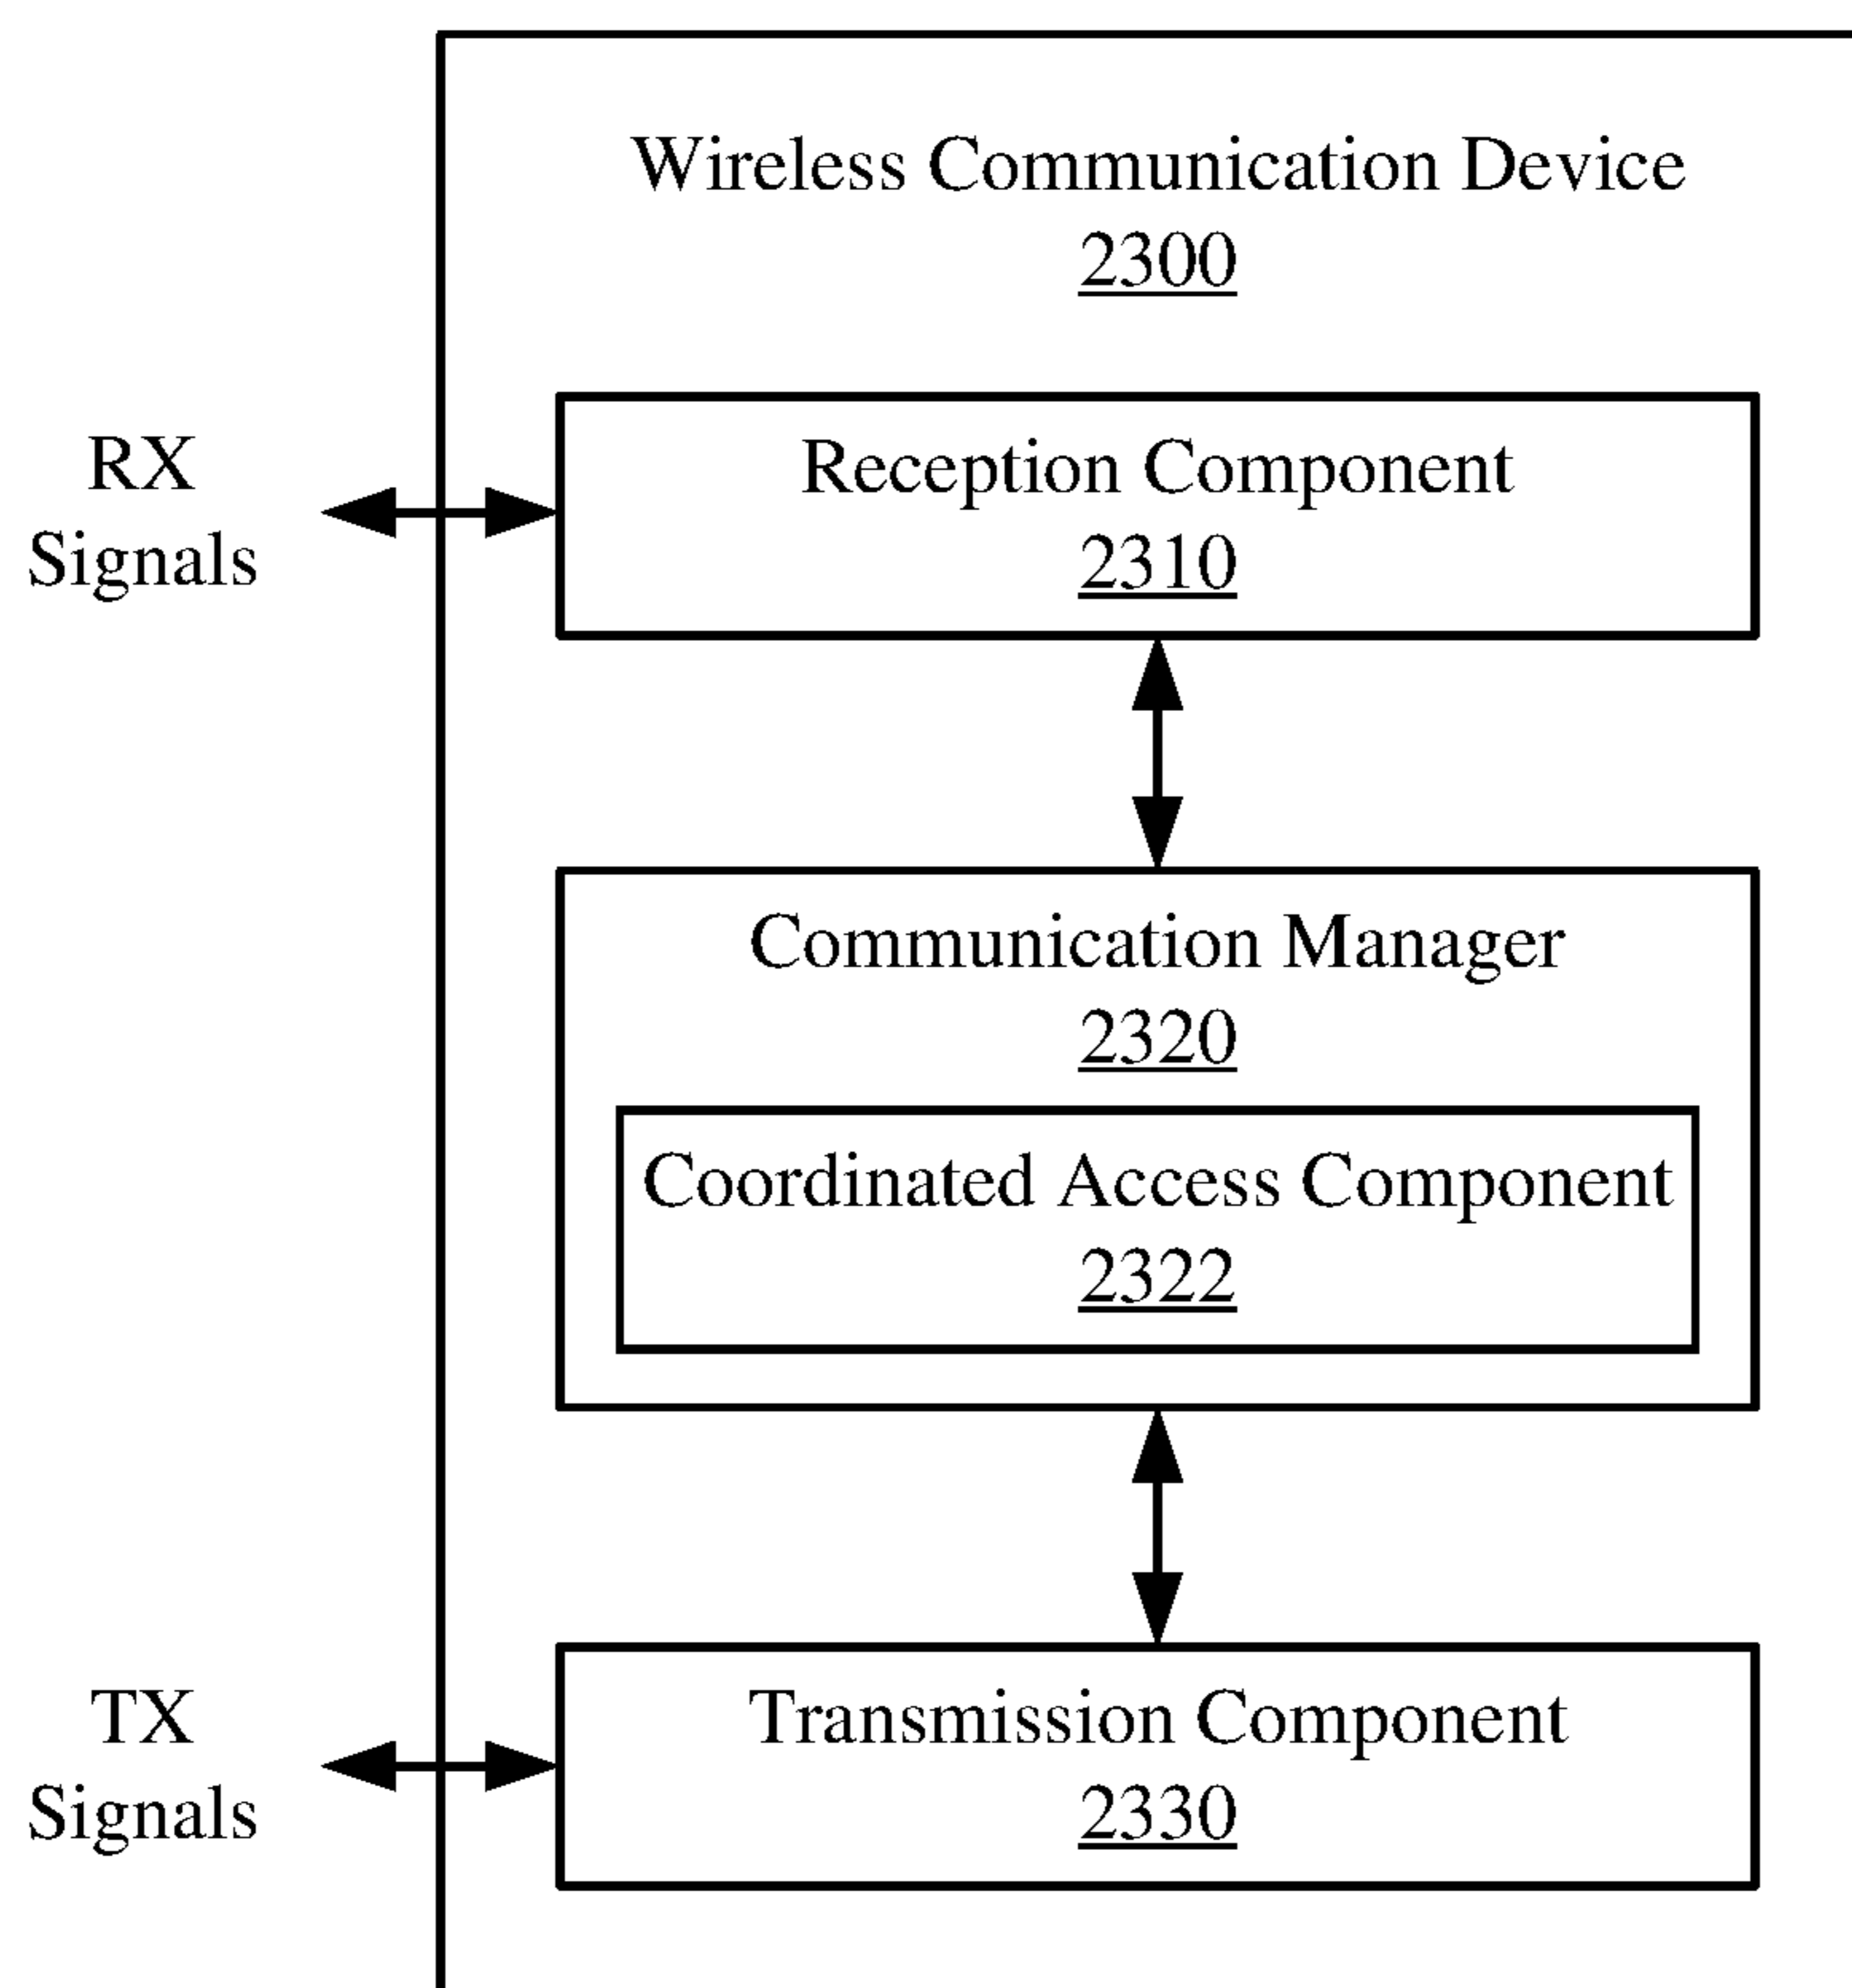 Wireless Communication Device
2300
RX
Signals
Reception Component
2310
Communication Manager
2320
Coordinated Access Component
2322
TX
Signals
Transmission Component
2330